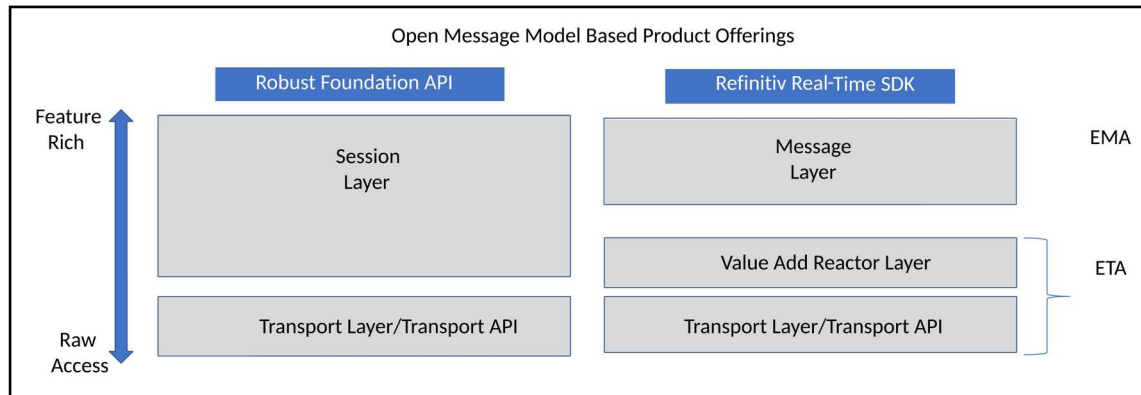 Open Message Model Based Product Offerings
Robust Foundation API
Refinitiv Real-Time SDK
Feature
Rich
Session
Layer
Message
Layer
EMA
Value Add Reactor Layer
ETA
Transport Layer/Transport API
Transport Layer/Transport API
Raw
Access